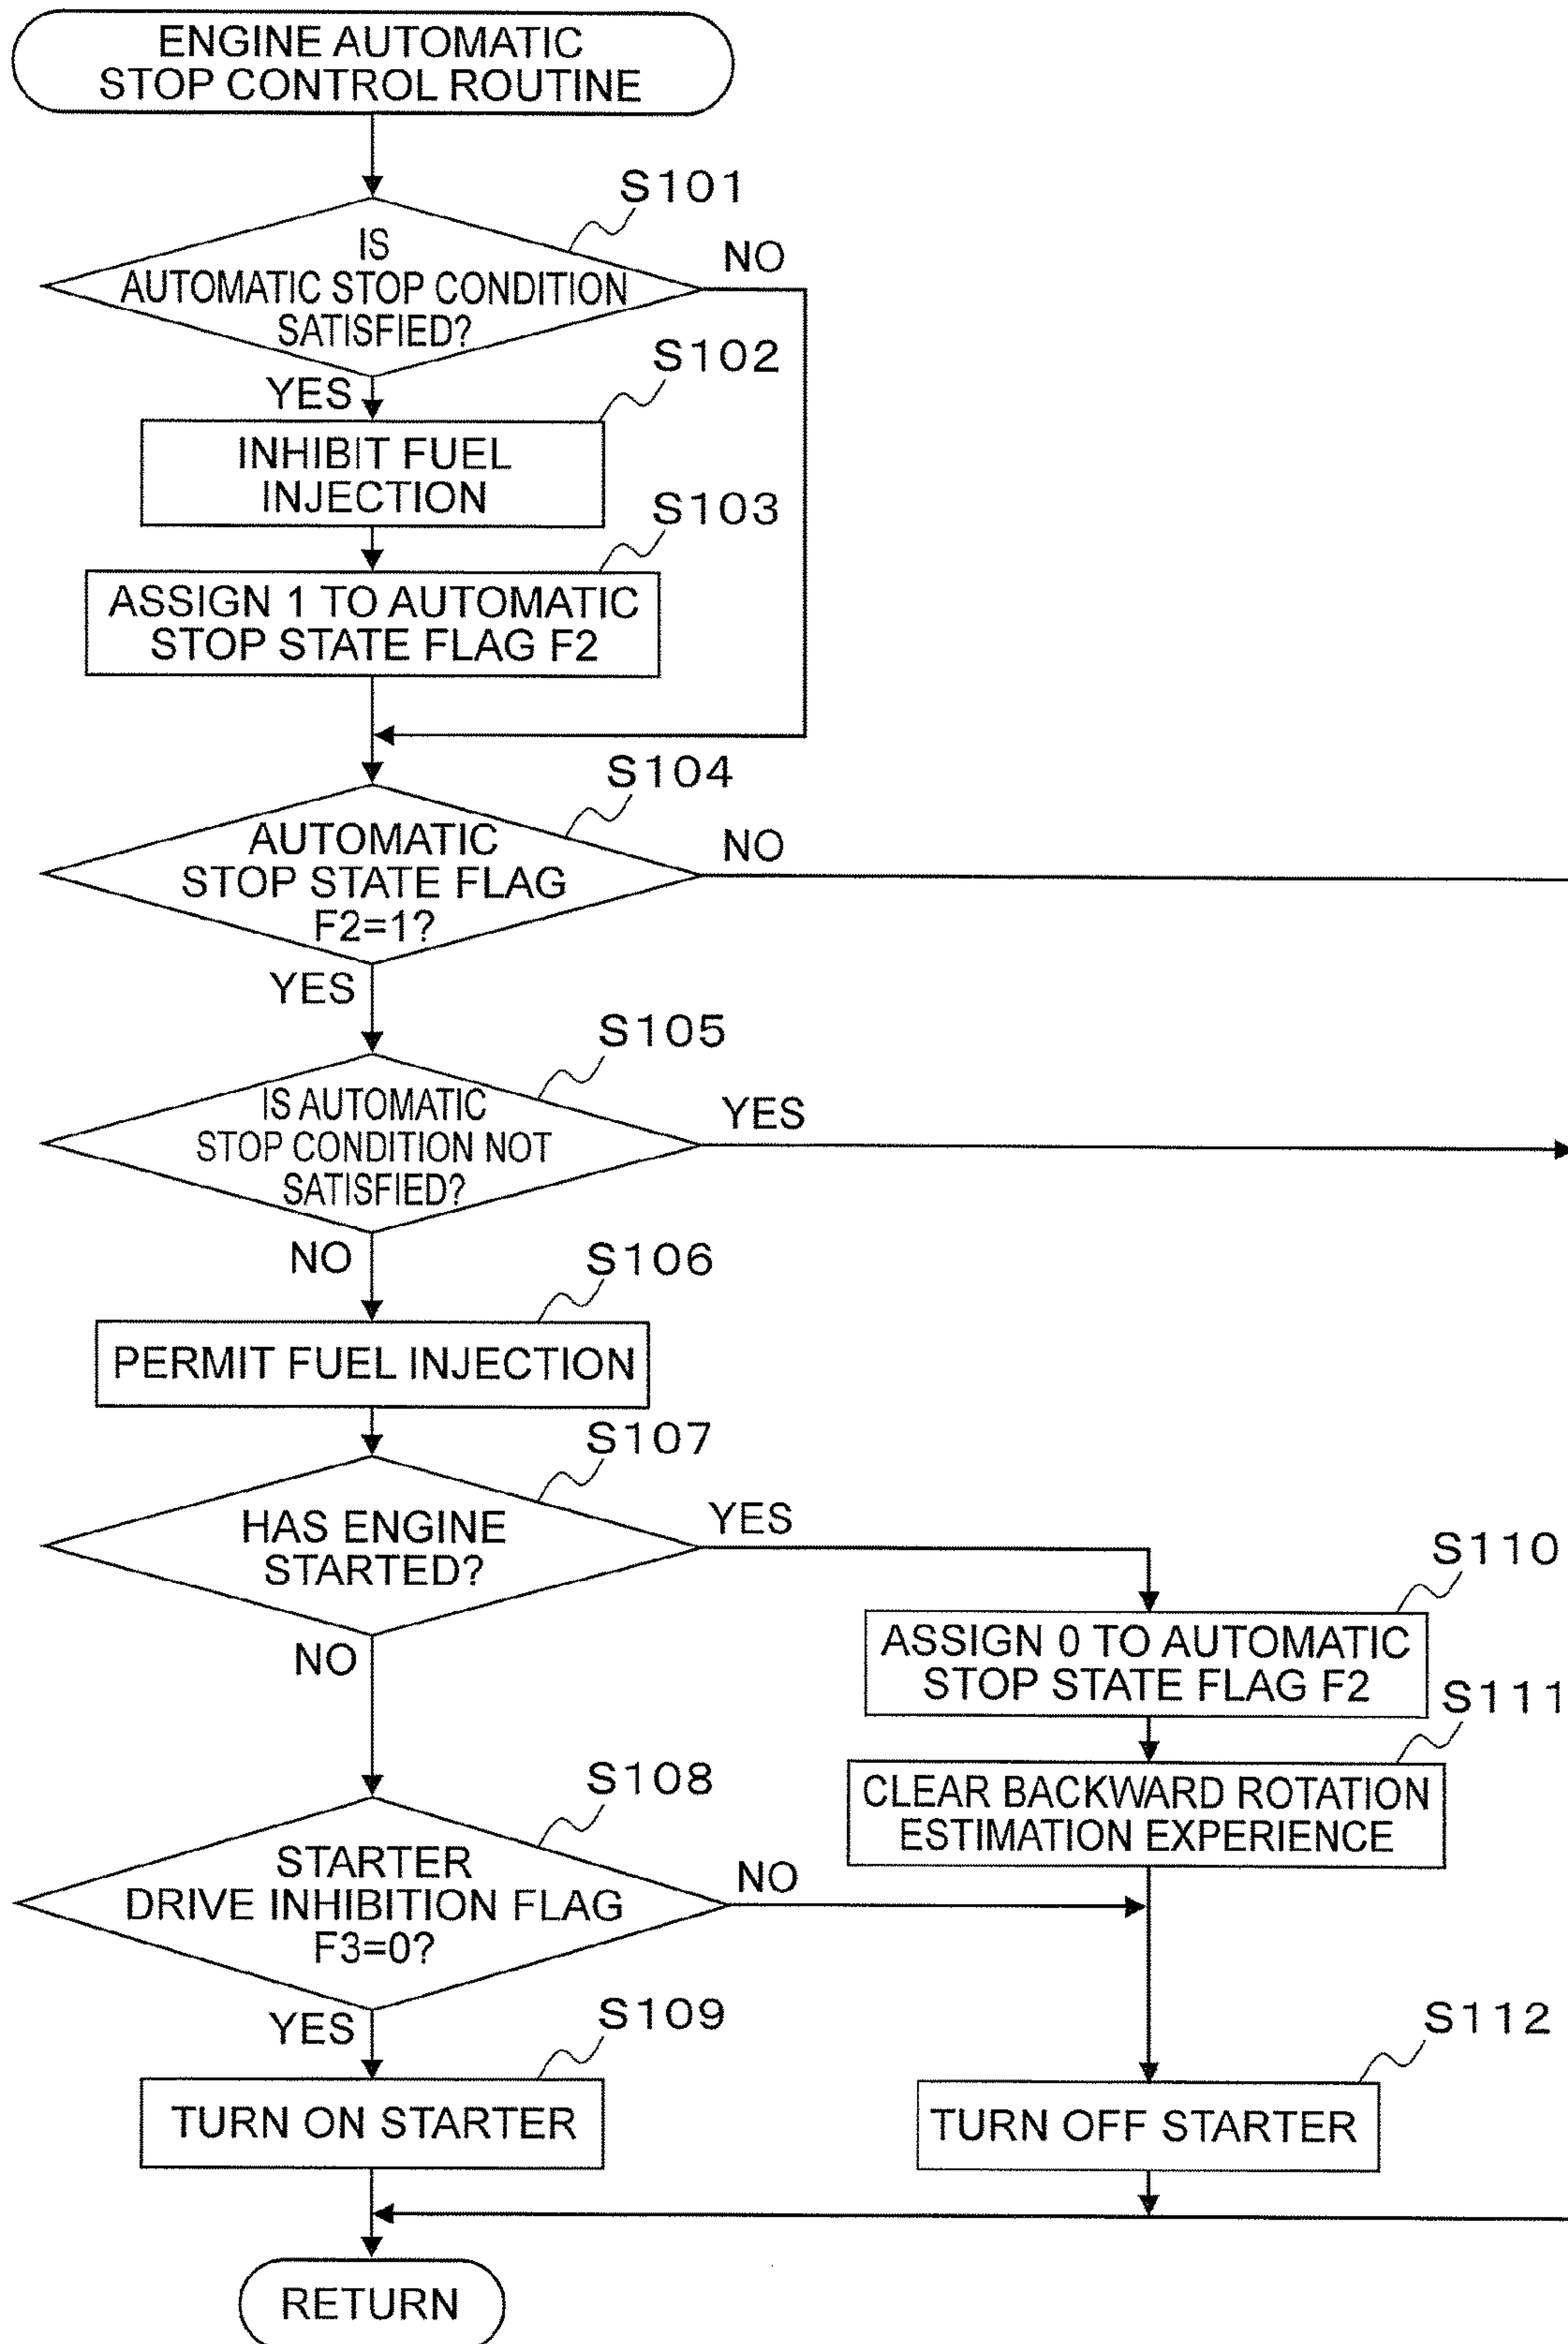 ENGINE AUTOMATIC
STOP CONTROL ROUTINE
S101
IS
AUTOMATIC STOP CONDITION
SATISFIED?
NO
YES
S102
INHIBIT FUEL
INJECTION
S103
ASSIGN 1 TO AUTOMATIC
STOP STATE FLAG F2
S104
AUTOMATIC
STOP STATE FLAG
F2=1?
NO
YES
S105
IS AUTOMATIC
STOP CONDITION NOT
SATISFIED?
YES
NO
S106
PERMIT FUEL INJECTION
S107
HAS ENGINE
STARTED?
YES
NO
S110
ASSIGN 0 TO AUTOMATIC
STOP STATE FLAG F2
S111
CLEAR BACKWARD ROTATION
ESTIMATION EXPERIENCE
S108
STARTER
DRIVE INHIBITION FLAG
F3=0?
NO
YES
S109
TURN ON STARTER
S112
TURN OFF STARTER
RETURN